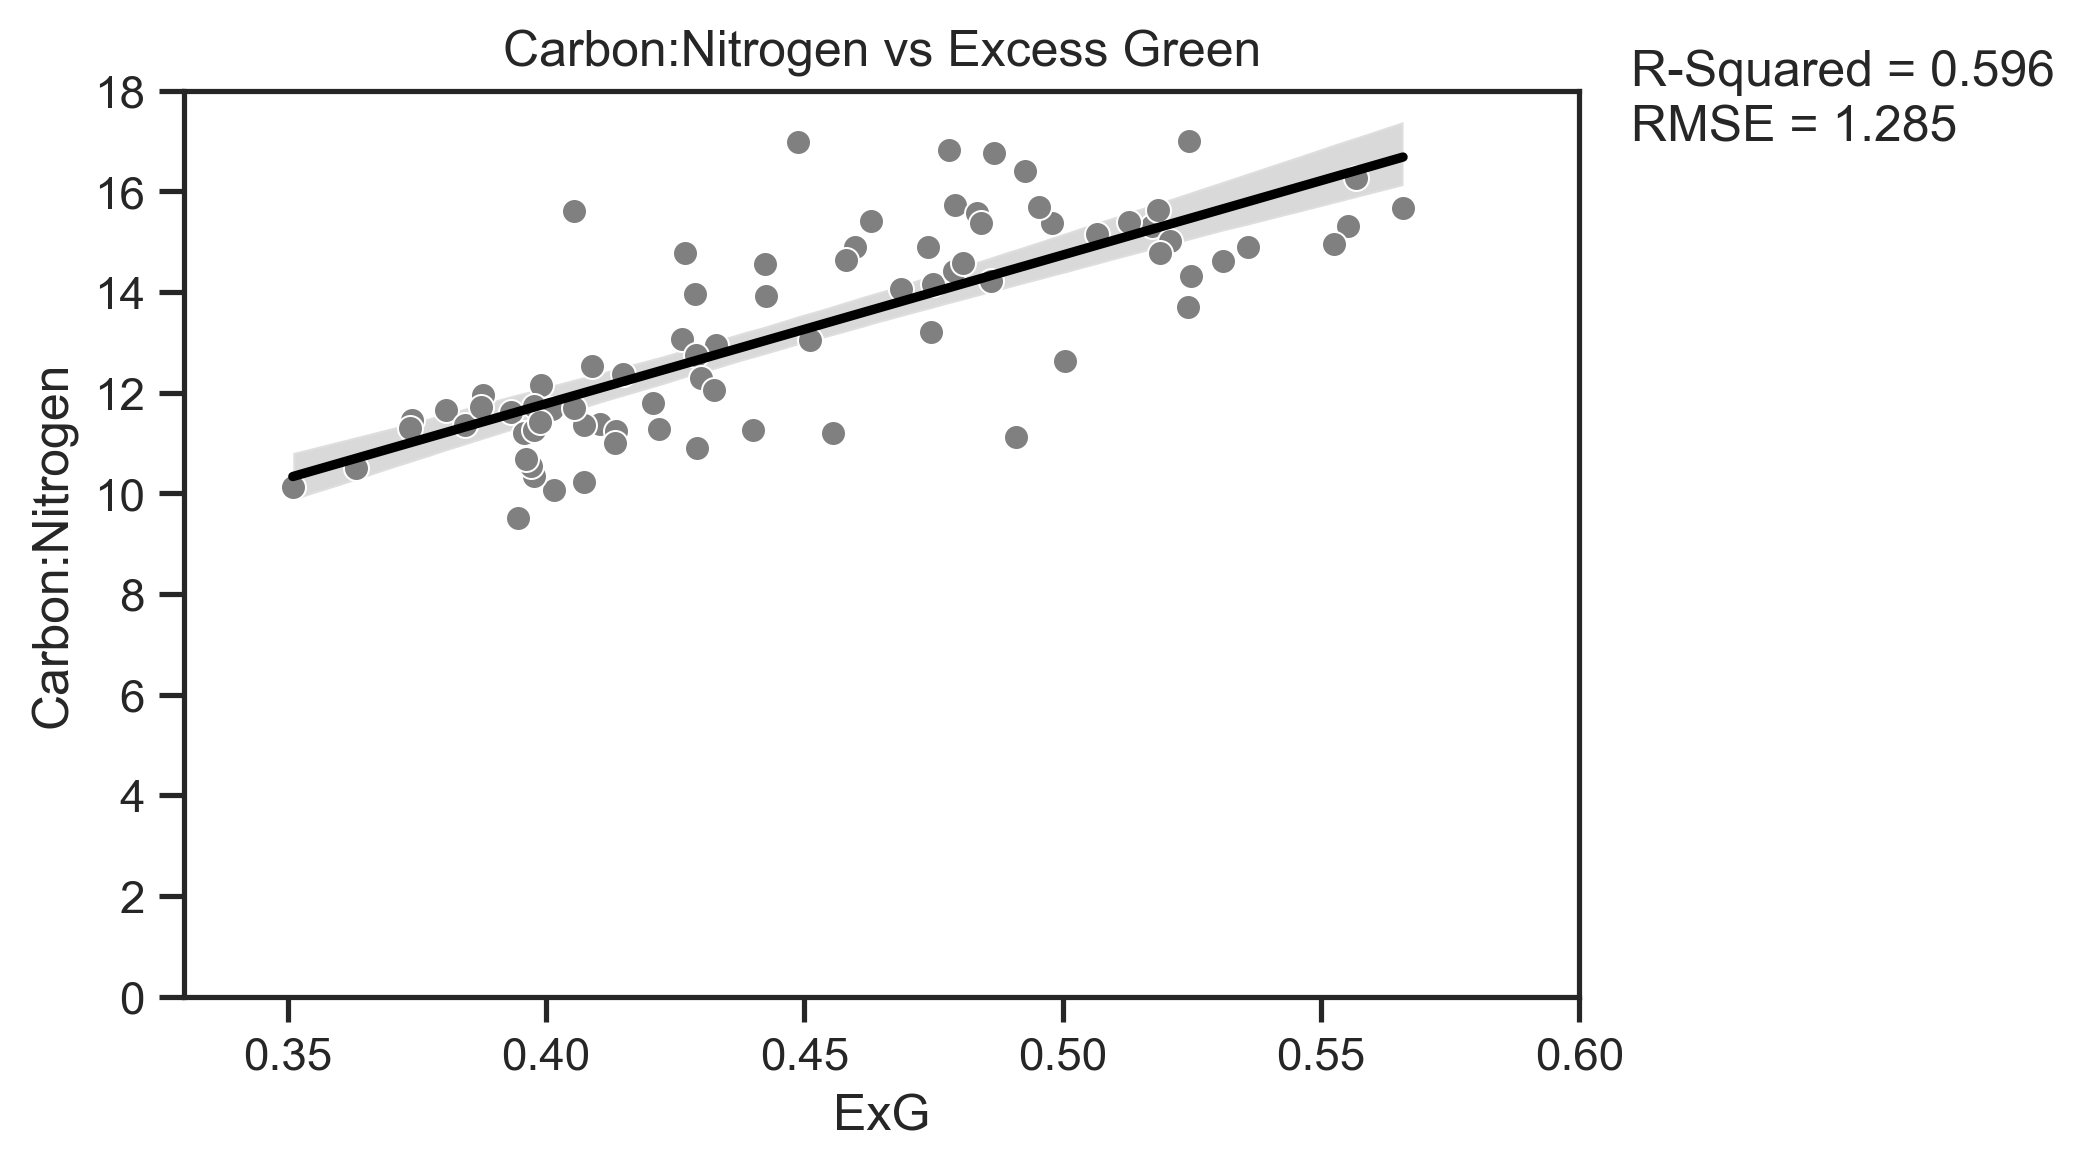 Carbon:Nitrogen vs Excess Green
R-Squared = 0.596
RMSE = 1.285
Carbon:Nitrogen
18
16
14
12
10
8
6
4
2
0
0.35 0.40 0.45 0.50 0.55 0.60
ExG